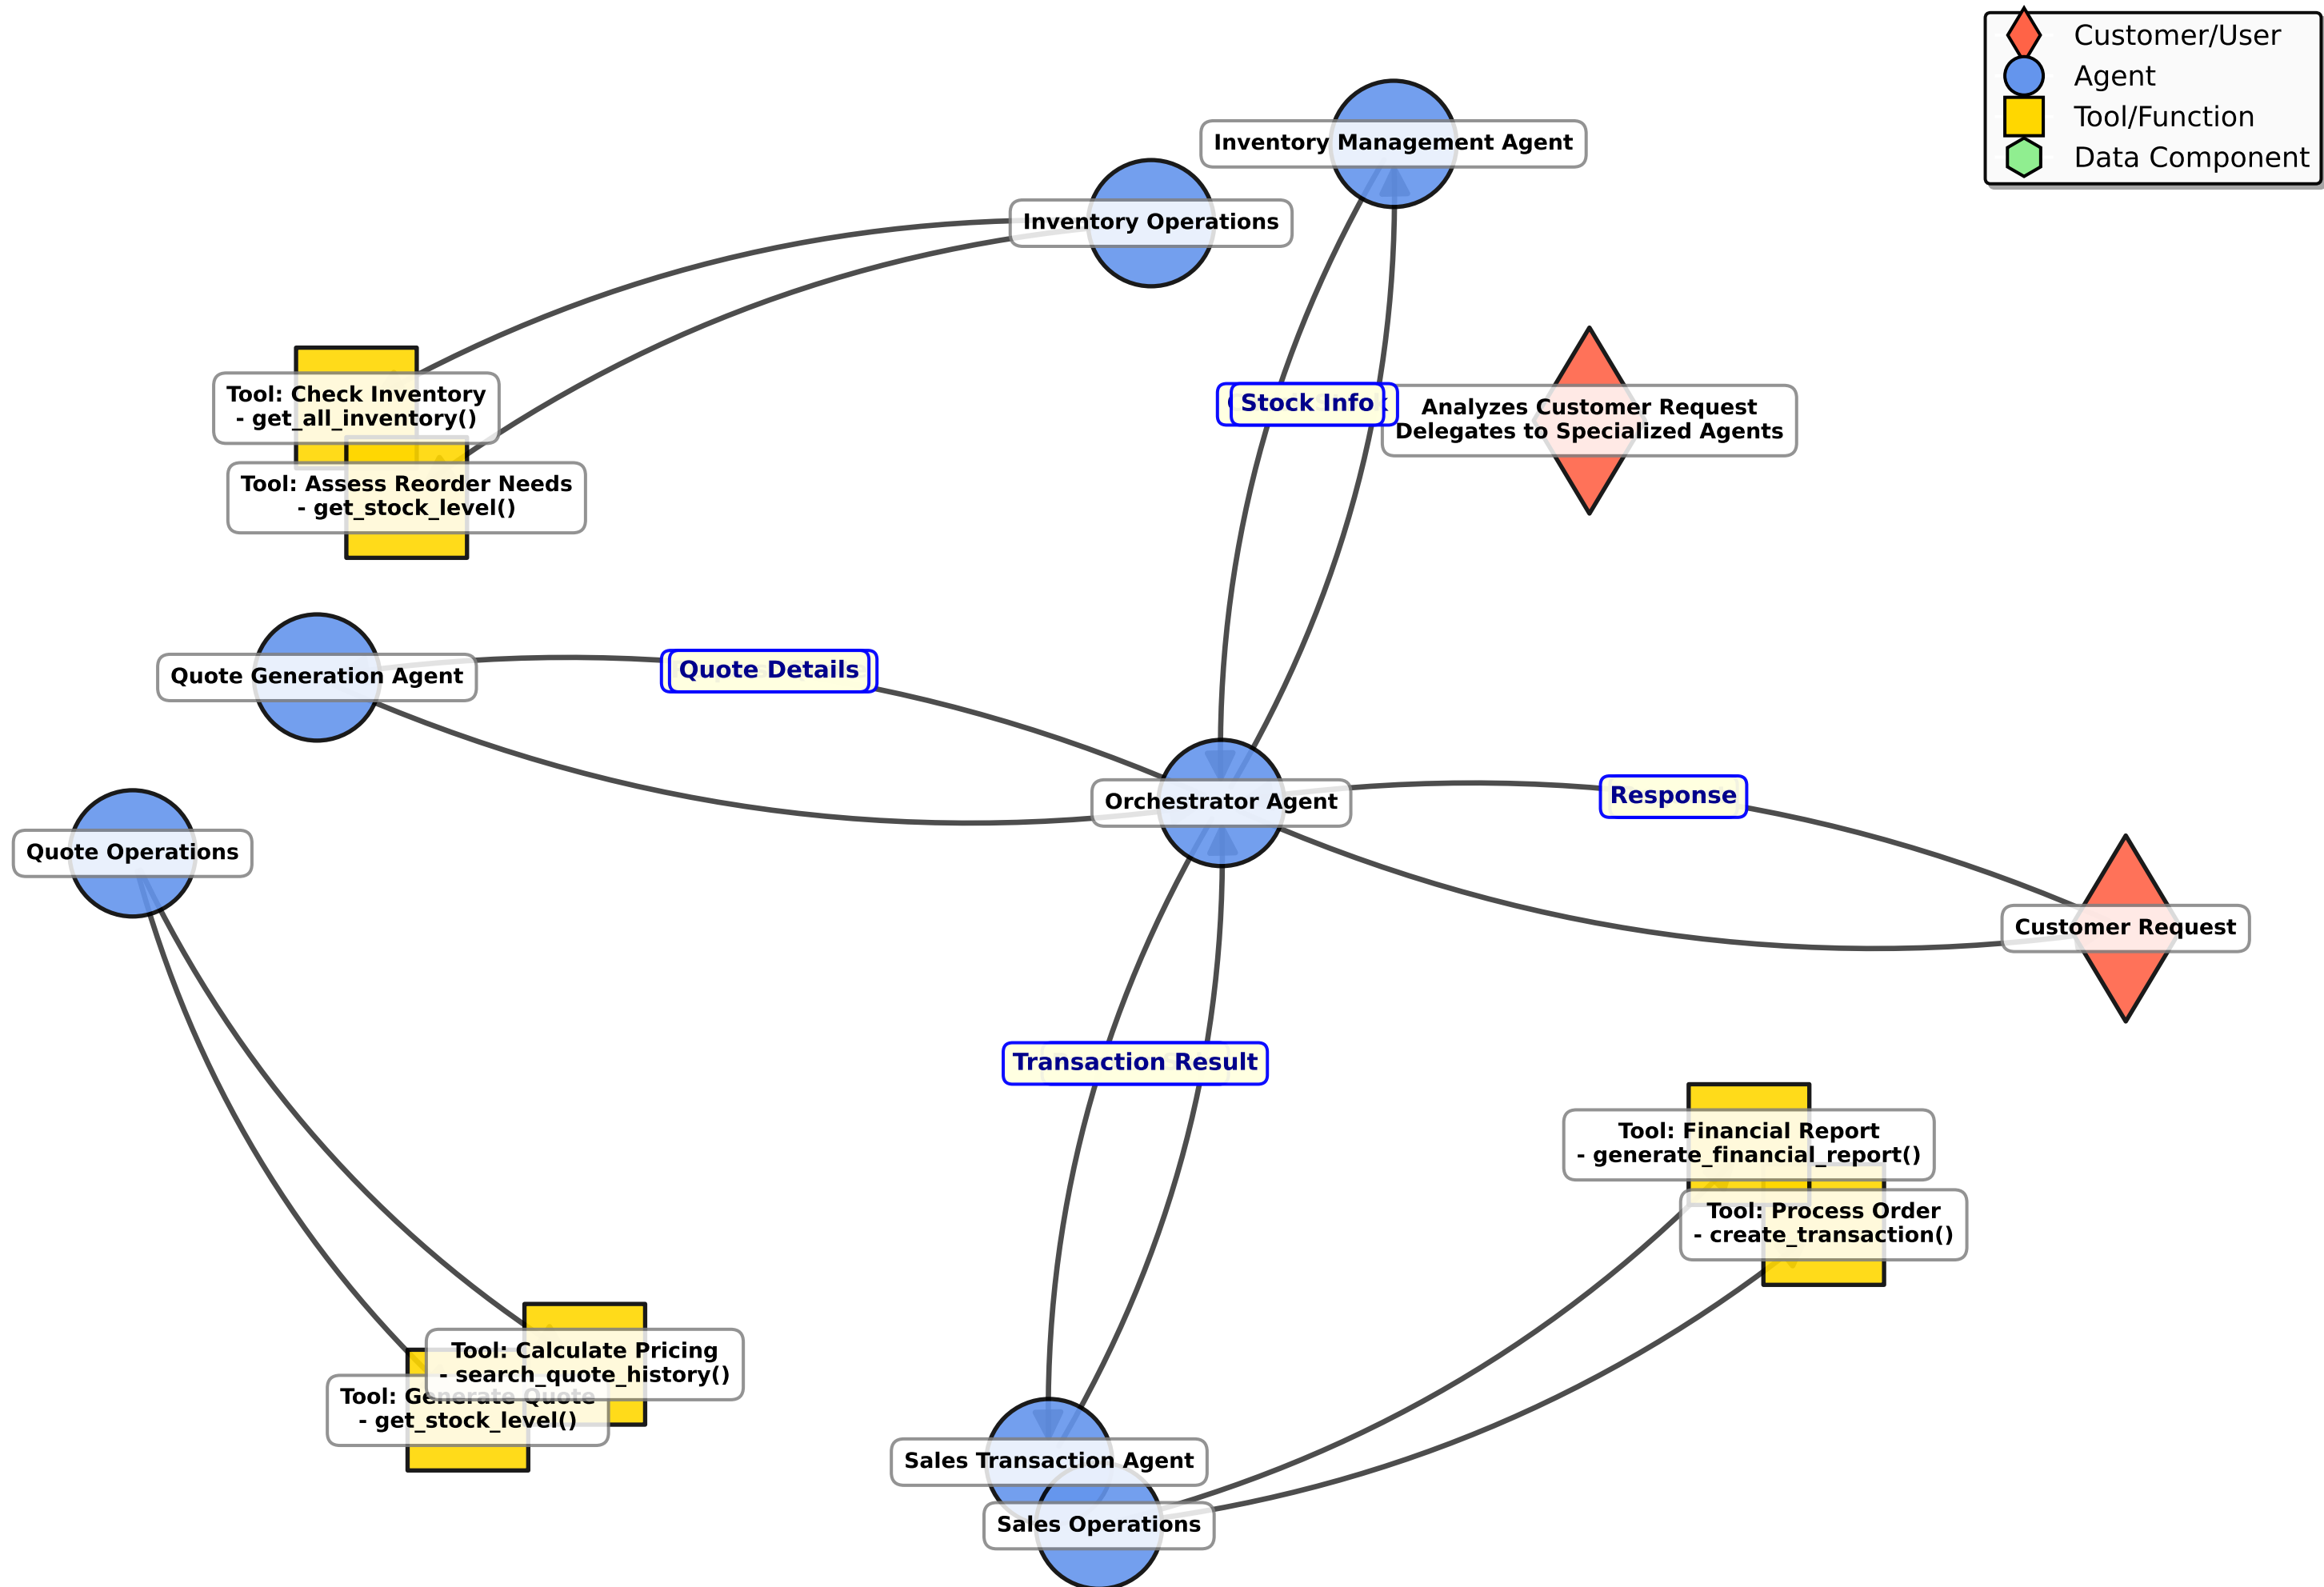 Customer/User
Agent
Tool/Function
Data Component
Inventory Management Agent
Inventory Operations
Tool: Check Inventory
- get_all_inventory()
Stock Info
Analyzes Customer Request
Delegates to Specialized Agents
Tool: Assess Reorder Needs
- get_stock_level()
Quote Generation Agent
Quote Details
Orchestrator Agent
Response
Quote Operations
Customer Request
Transaction Result
Tool: Financial Report
- generate_financial_report()
Tool: Process Order
- create_transaction()
Tool: Calculate Pricing
- search_quote_history()
Tool: Generate Quote
- get_stock_level()
Sales Transaction Agent
Sales Operations